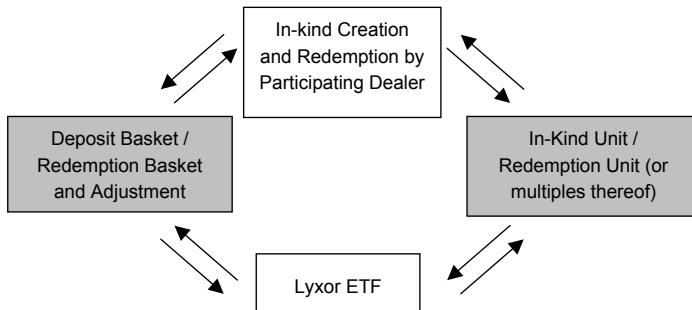 In-kind Creation
and Redemption by
Participating Dealer
Deposit Basket /
Redemption Basket
and Adjustment
In-Kind Unit /
Redemption Unit (or
multiples thereof)
Lyxor ETF